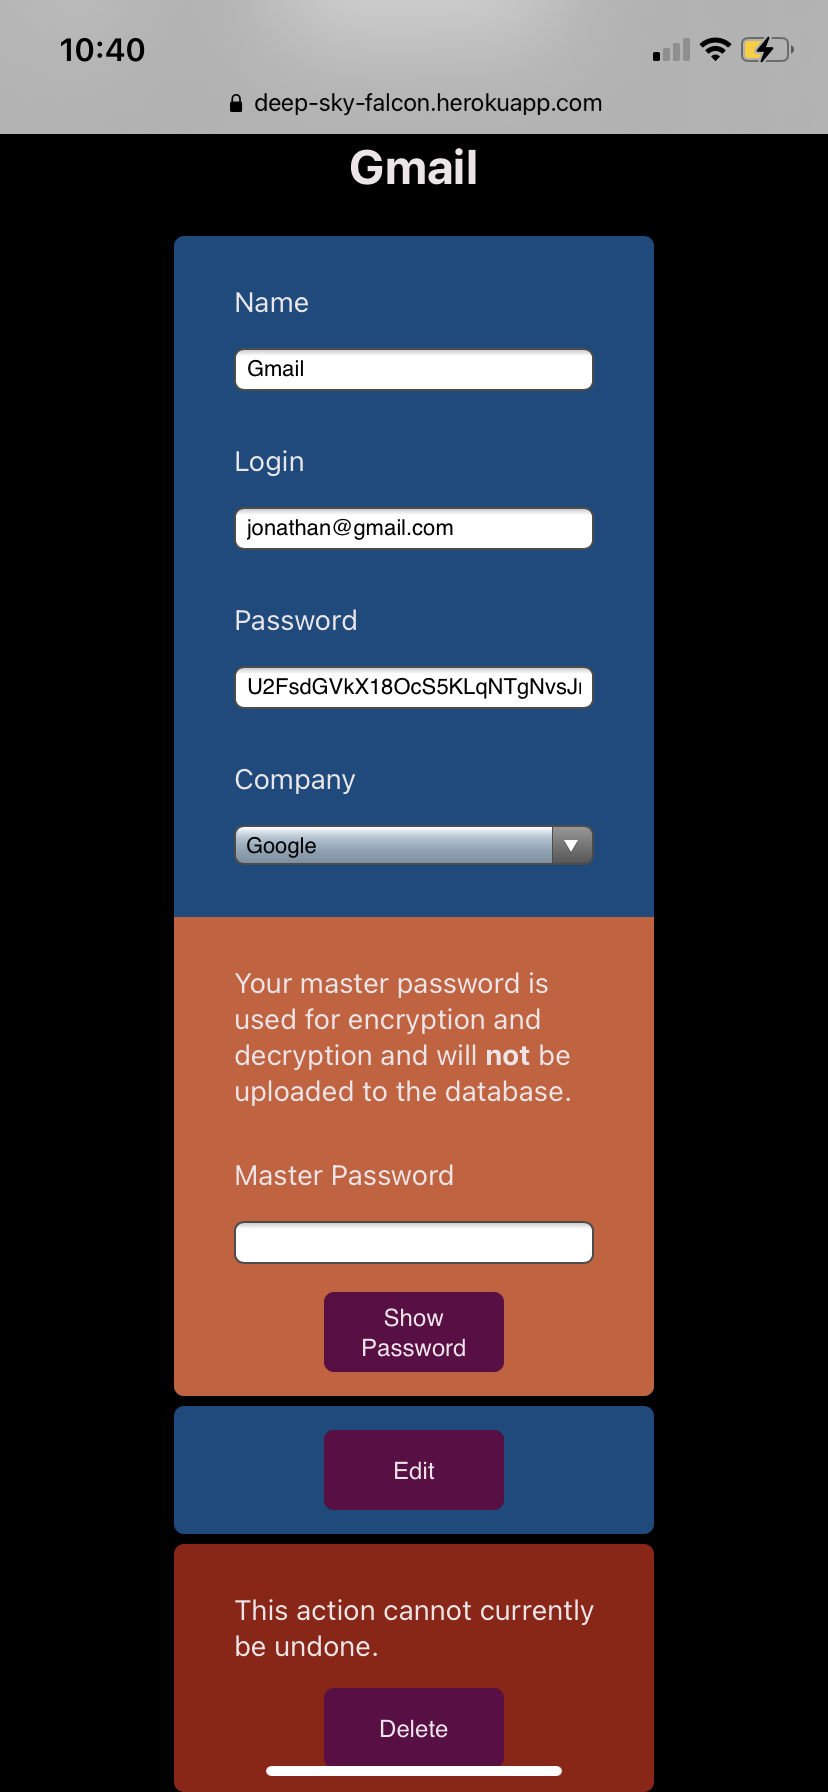 10:40
deep-sky-falcon.herokuapp.com
Gmail
Name
Gmail
Login
jonathan@gmail.com
Password
U2FsdGVkX18OcS5KLqNTgNvsJ
Company
Google
Your master password is
used for encryption and
decryption and will not be
uploaded to the database.
Master Password
Show
Password
Edit
This action cannot currently
be undone.
Delete